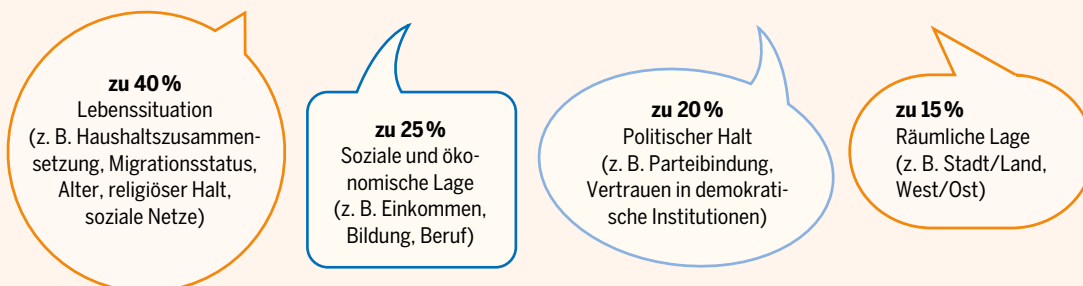 zu 40 %
Lebenssituation
(z. B. Haushaltszusammen-
setzung, Migrationsstatus,
Alter, religiöser Halt,
soziale Netze)
zu 25 %
Soziale und öko-
nomische Lage
(z. B. Einkommen,
Bildung, Beruf)
zu 20 %
Politischer Halt
(z. B. Parteibindung,
Vertrauen in demokrati-
sche Institutionen)
zu 15 %
Räumliche Lage
(z. B. Stadt/Land,
West/Ost)